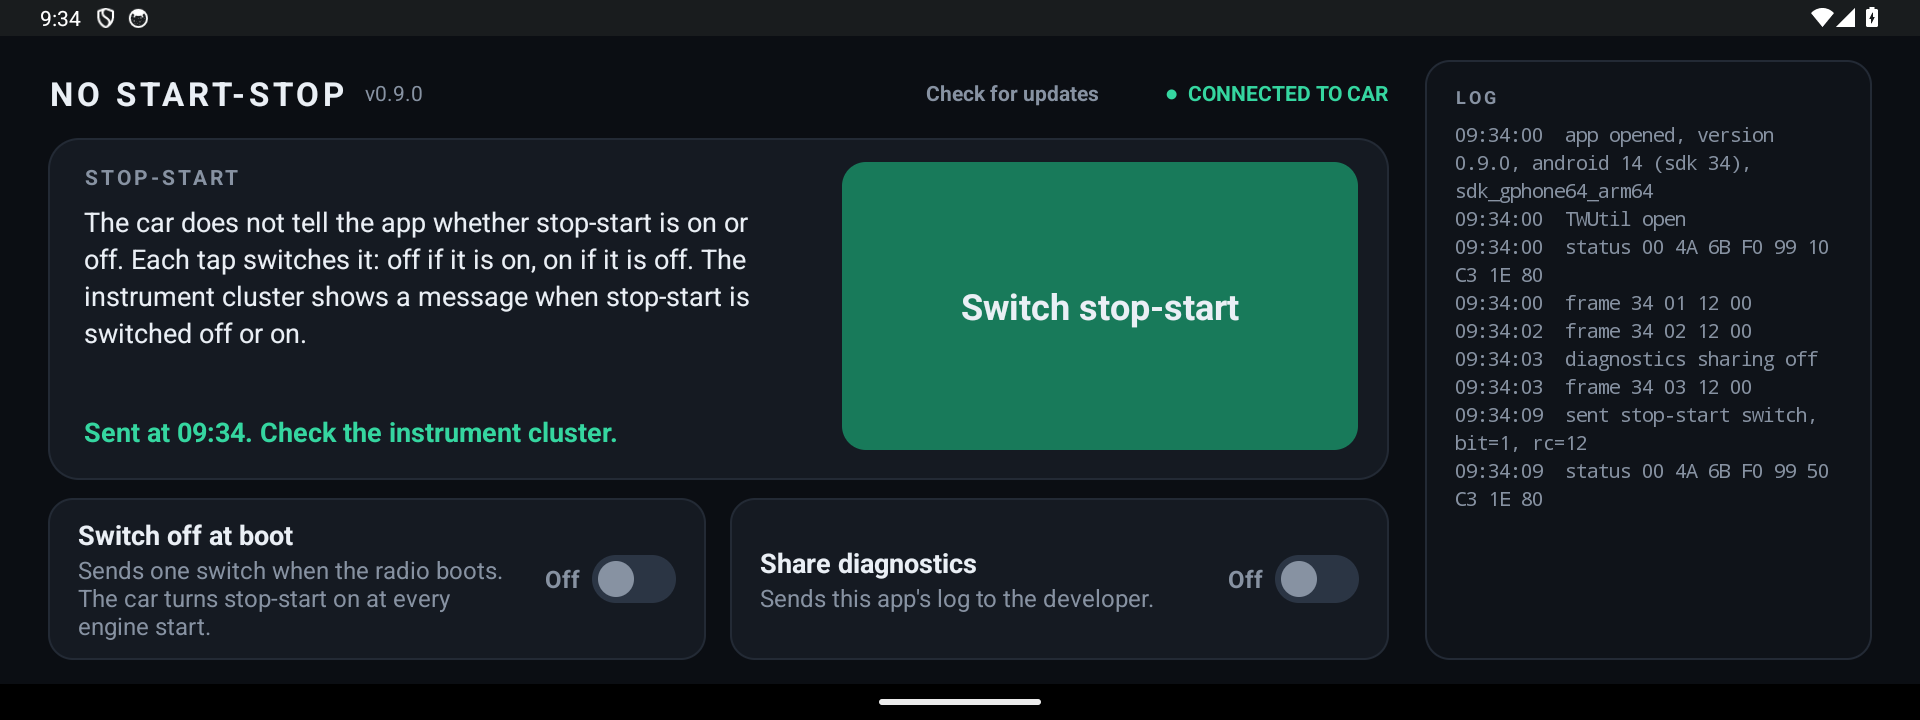 9:34
NO START-STOP v0.9.0
Check for updates
● CONNECTED TO CAR
STOP-START
The car does not tell the app whether stop-start is on or
off. Each tap switches it: off if it is on, on if it is off. The
instrument cluster shows a message when stop-start is
switched off or on.
Sent at 09:34. Check the instrument cluster.
Switch stop-start
Switch off at boot
Sends one switch when the radio boots.
The car turns stop-start on at every
engine start.
Off
Share diagnostics
Sends this app's log to the developer.
Off
LOG
09:34:00 app opened, version
0.9.0, android 14 (sdk 34),
sdk_gphone64_arm64
09:34:00 TWUtil open
09:34:00 status 00 4A 6B F0 99 10
C3 1E 80
09:34:00 frame 34 01 12 00
09:34:02 frame 34 02 12 00
09:34:03 diagnostics sharing off
09:34:03 frame 34 03 12 00
09:34:09 sent stop-start switch,
bit=1, rc=12
09:34:09 status 00 4A 6B F0 99 50
C3 1E 80